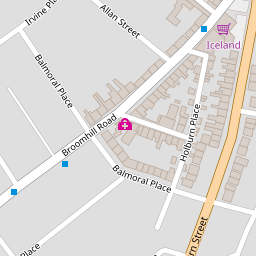 Irvine Pl
Allan Street
Iceland
Balmoral Place
Broomhill Road
Holburn Place
Balmoral Place
Place
rn Street